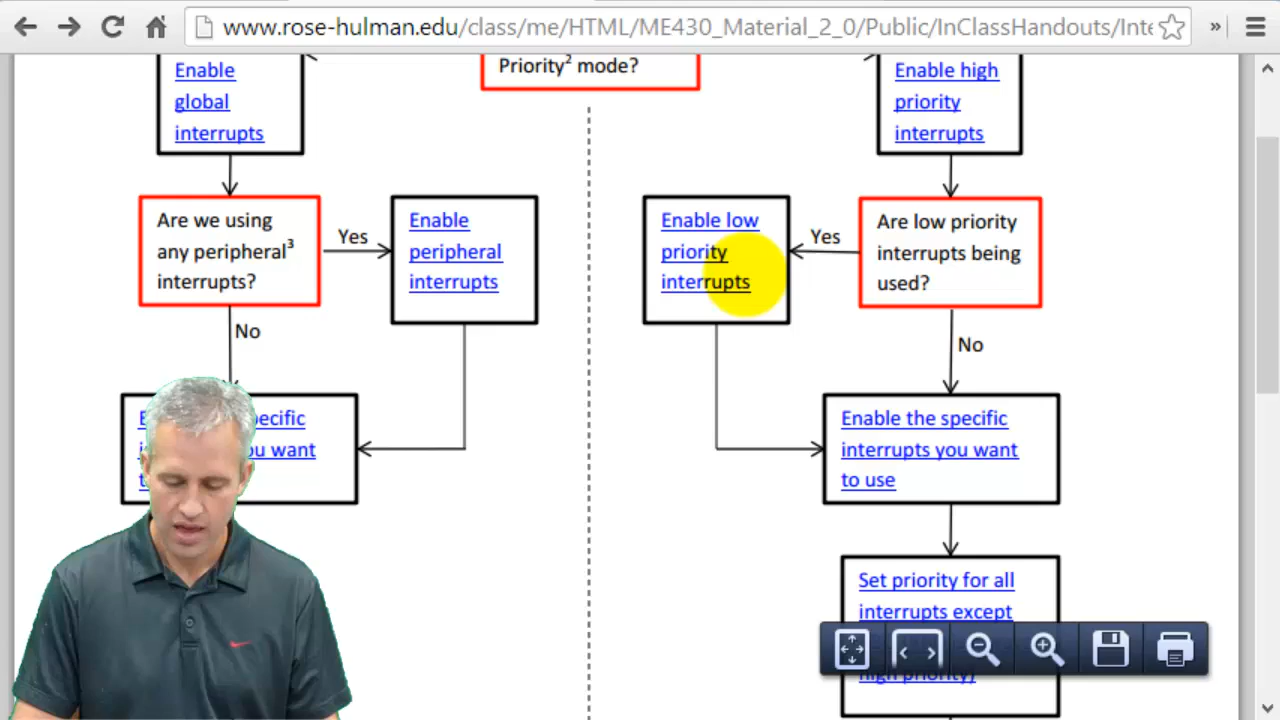 www.rose-hulman.edu/class/me/HTML/ME430_Material_2_0/Public/InClassHandouts/Inte
»
Priority² mode?
Enable
global
interrupts
Enable high
priority
interrupts
Are we using
any peripheral³
interrupts?
Yes
Enable
peripheral
interrupts
Enable low
priority
interrupts
Yes
Are low priority
interrupts being
used?
No
No
ecific
ou want
Enable the specific
interrupts you want
to use
Set priority for all
interrupts except
high priority)